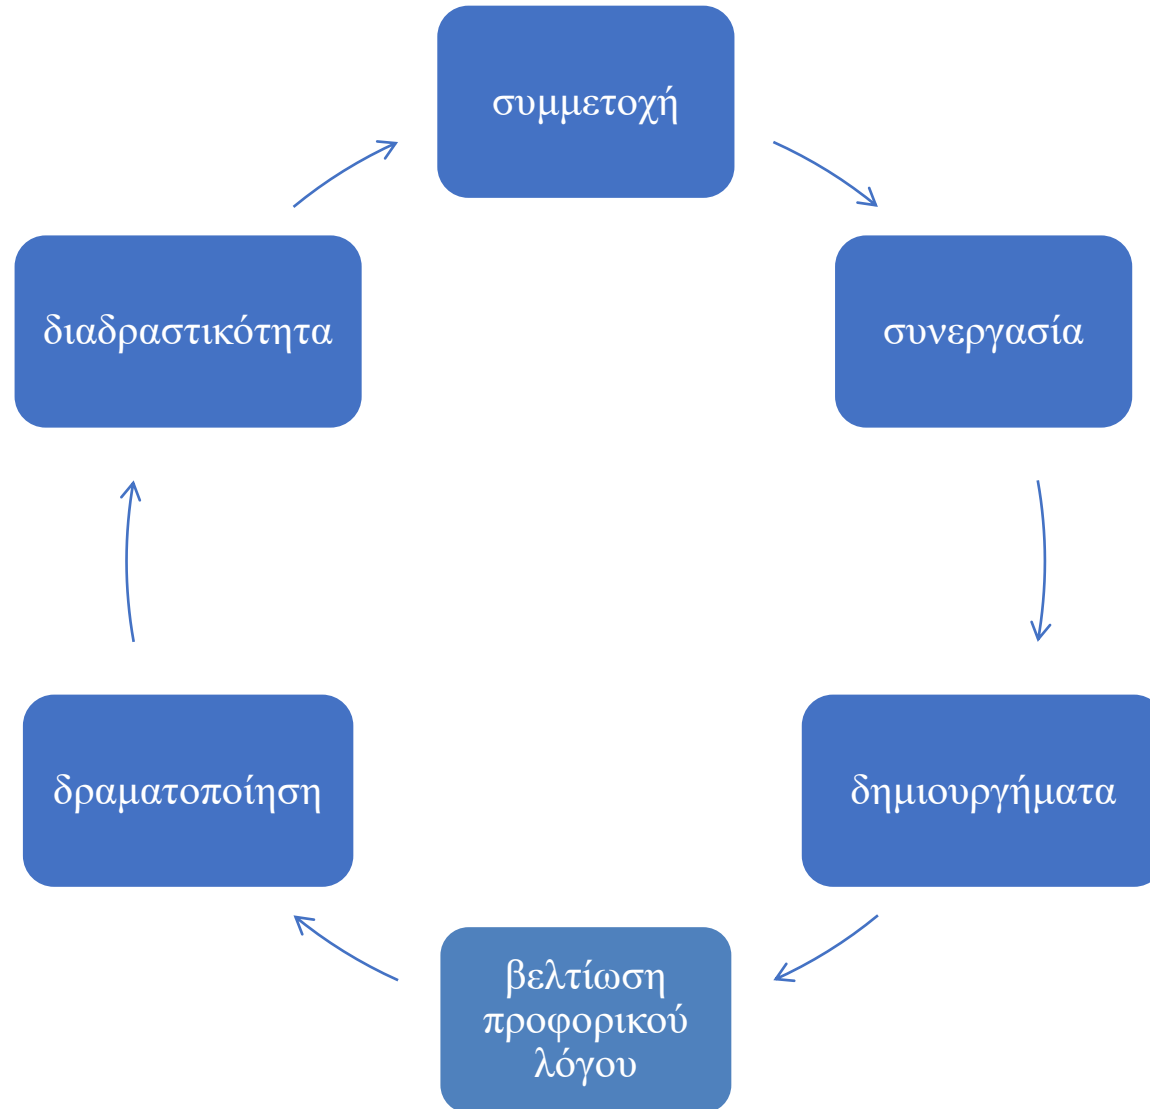 συμμετοχή
συνεργασία
δημιουργήματα
βελτίωση
προφορικού
λόγου
δραματοποίηση
διαδραστικότητα